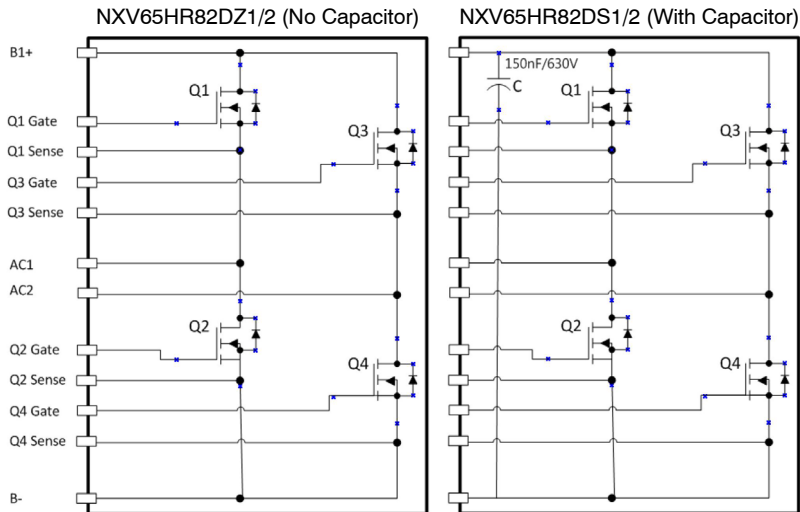 NXV65HR82DZ1/2 (No Capacitor)
NXV65HR82DS1/2 (With Capacitor)
B1+
Q1 Gate
Q1 Sense
Q3 Gate
Q3 Sense
AC1
AC2
Q2 Gate
Q2 Sense
Q4 Gate
Q4 Sense
B-
Q1
Q3
Q2
Q4
150nF/630V
C
Q1
Q3
Q2
Q4